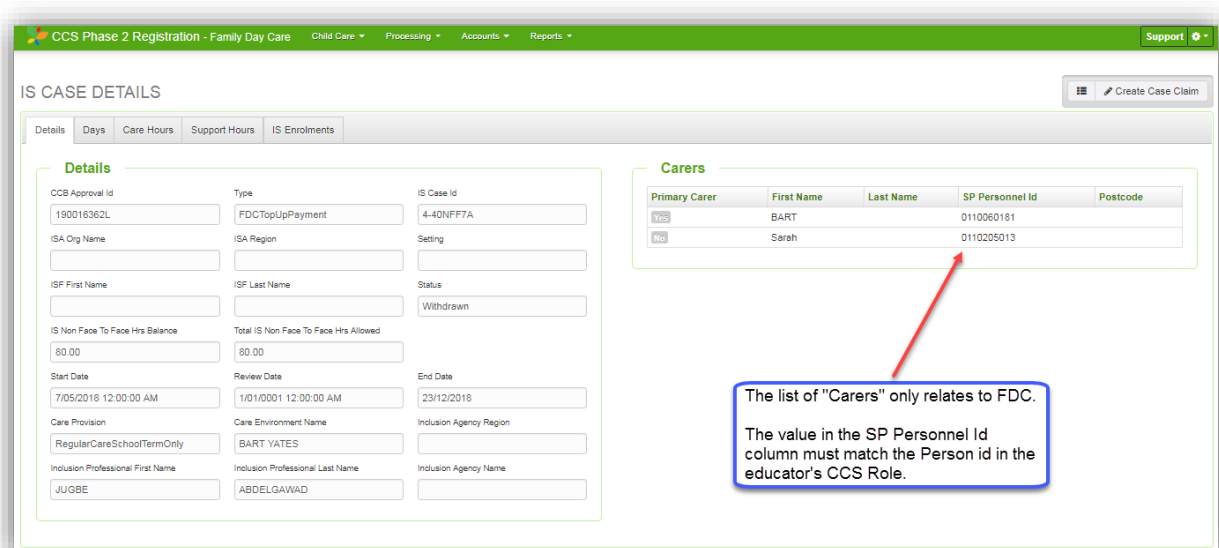 CCS Phase 2 Registration - Family Day Care Child Care Processing Accounts Reports Support
IS CASE DETAILS
Create Case Claim
Details Days Care Hours Support Hours IS Enrolments
Details
CCB Approval Id Type IS Case Id
190016362L FDCTopUpPayment 4-40NFF7A
ISA Org Name ISA Region Setting
ISF First Name ISF Last Name Status
Withdrawn
IS Non Face To Face Hrs Balance Total IS Non Face To Face Hrs Allowed
80.00 80.00
Start Date Review Date End Date
7/05/2018 12:00:00 AM 1/01/0001 12:00:00 AM 23/12/2018
Care Provision Care Environment Name Inclusion Agency Region
RegularCareSchoolTermOnly BART YATES
Inclusion Professional First Name Inclusion Professional Last Name Inclusion Agency Name
JUGBE ABDELGAWAD
Carers
Primary Carer First Name Last Name SP Personnel Id Postcode
Yes BART 0110060181
No Sarah 0110205013
The list of "Carers" only relates to FDC.
The value in the SP Personnel Id
column must match the Person id in the
educator's CCS Role.